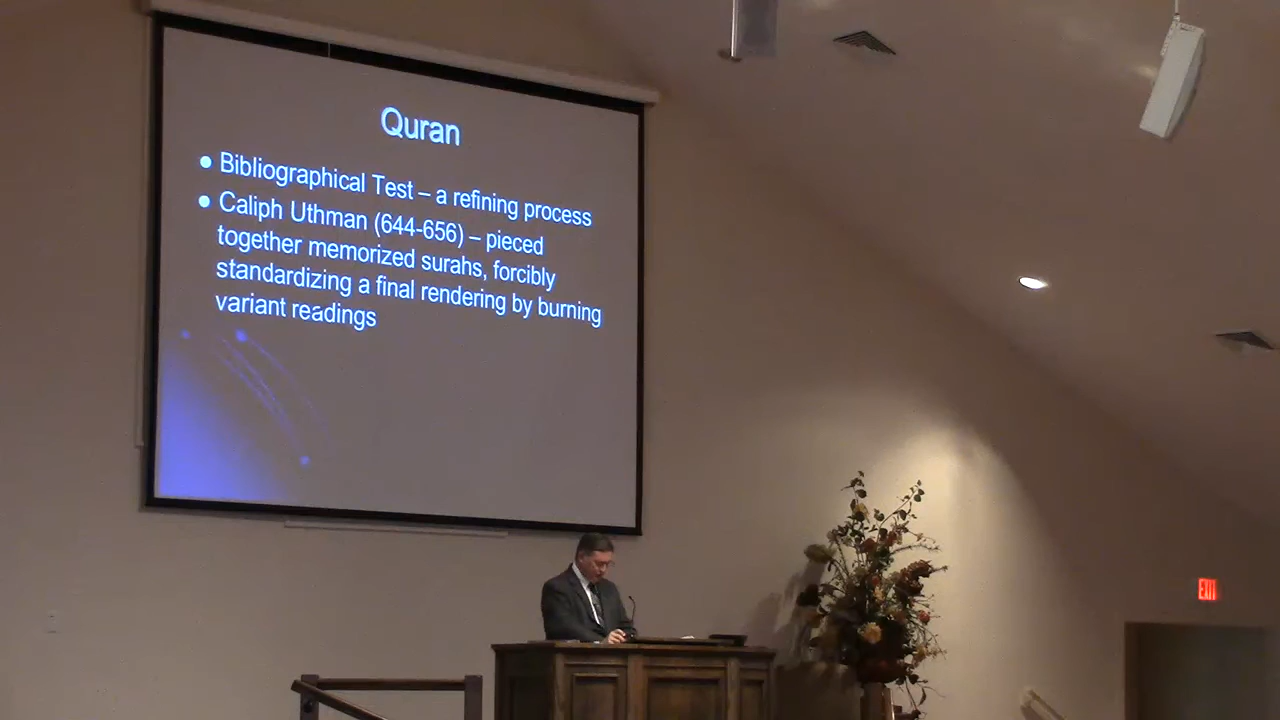 Quran
● Bibliographical Test – a refining process
● Caliph Uthman (644-656) – pieced
together memorized surahs, forcibly
standardizing a final rendering by burning
variant readings
EXIT